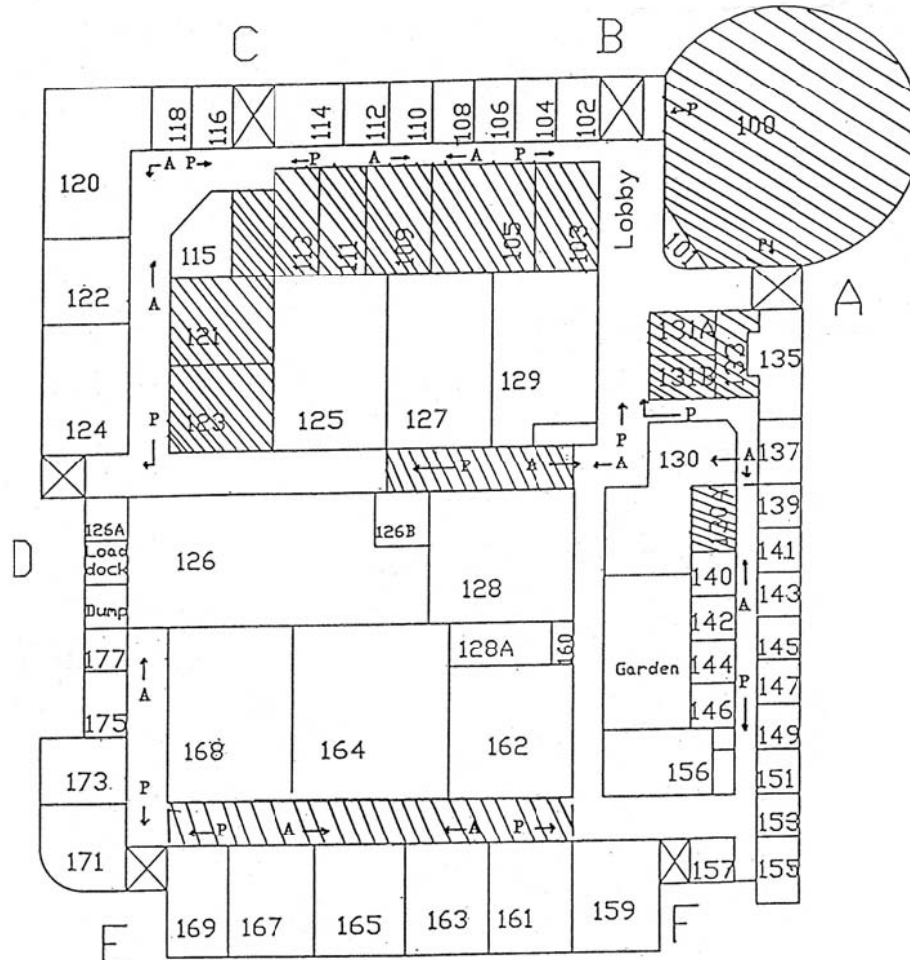 C
B
118
116
114
112
110
108
106
104
102
P
100
A P
P A
A P
120
Lobby
115
113
111
109
105
103
101
P
122
A
A
121
131A
133
135
131B
129
124
P
123
125
127
P
P
130
A
137
P
A
A
126A
126B
130A
139
D
Load
dock
126
141
140
128
A
143
Dump
142
177
128A
160
145
Garden
144
147
A
P
175
146
149
168
164
162
173
156
151
P
P
A
A
P
153
171
157
155
169
167
165
163
161
159
E
F